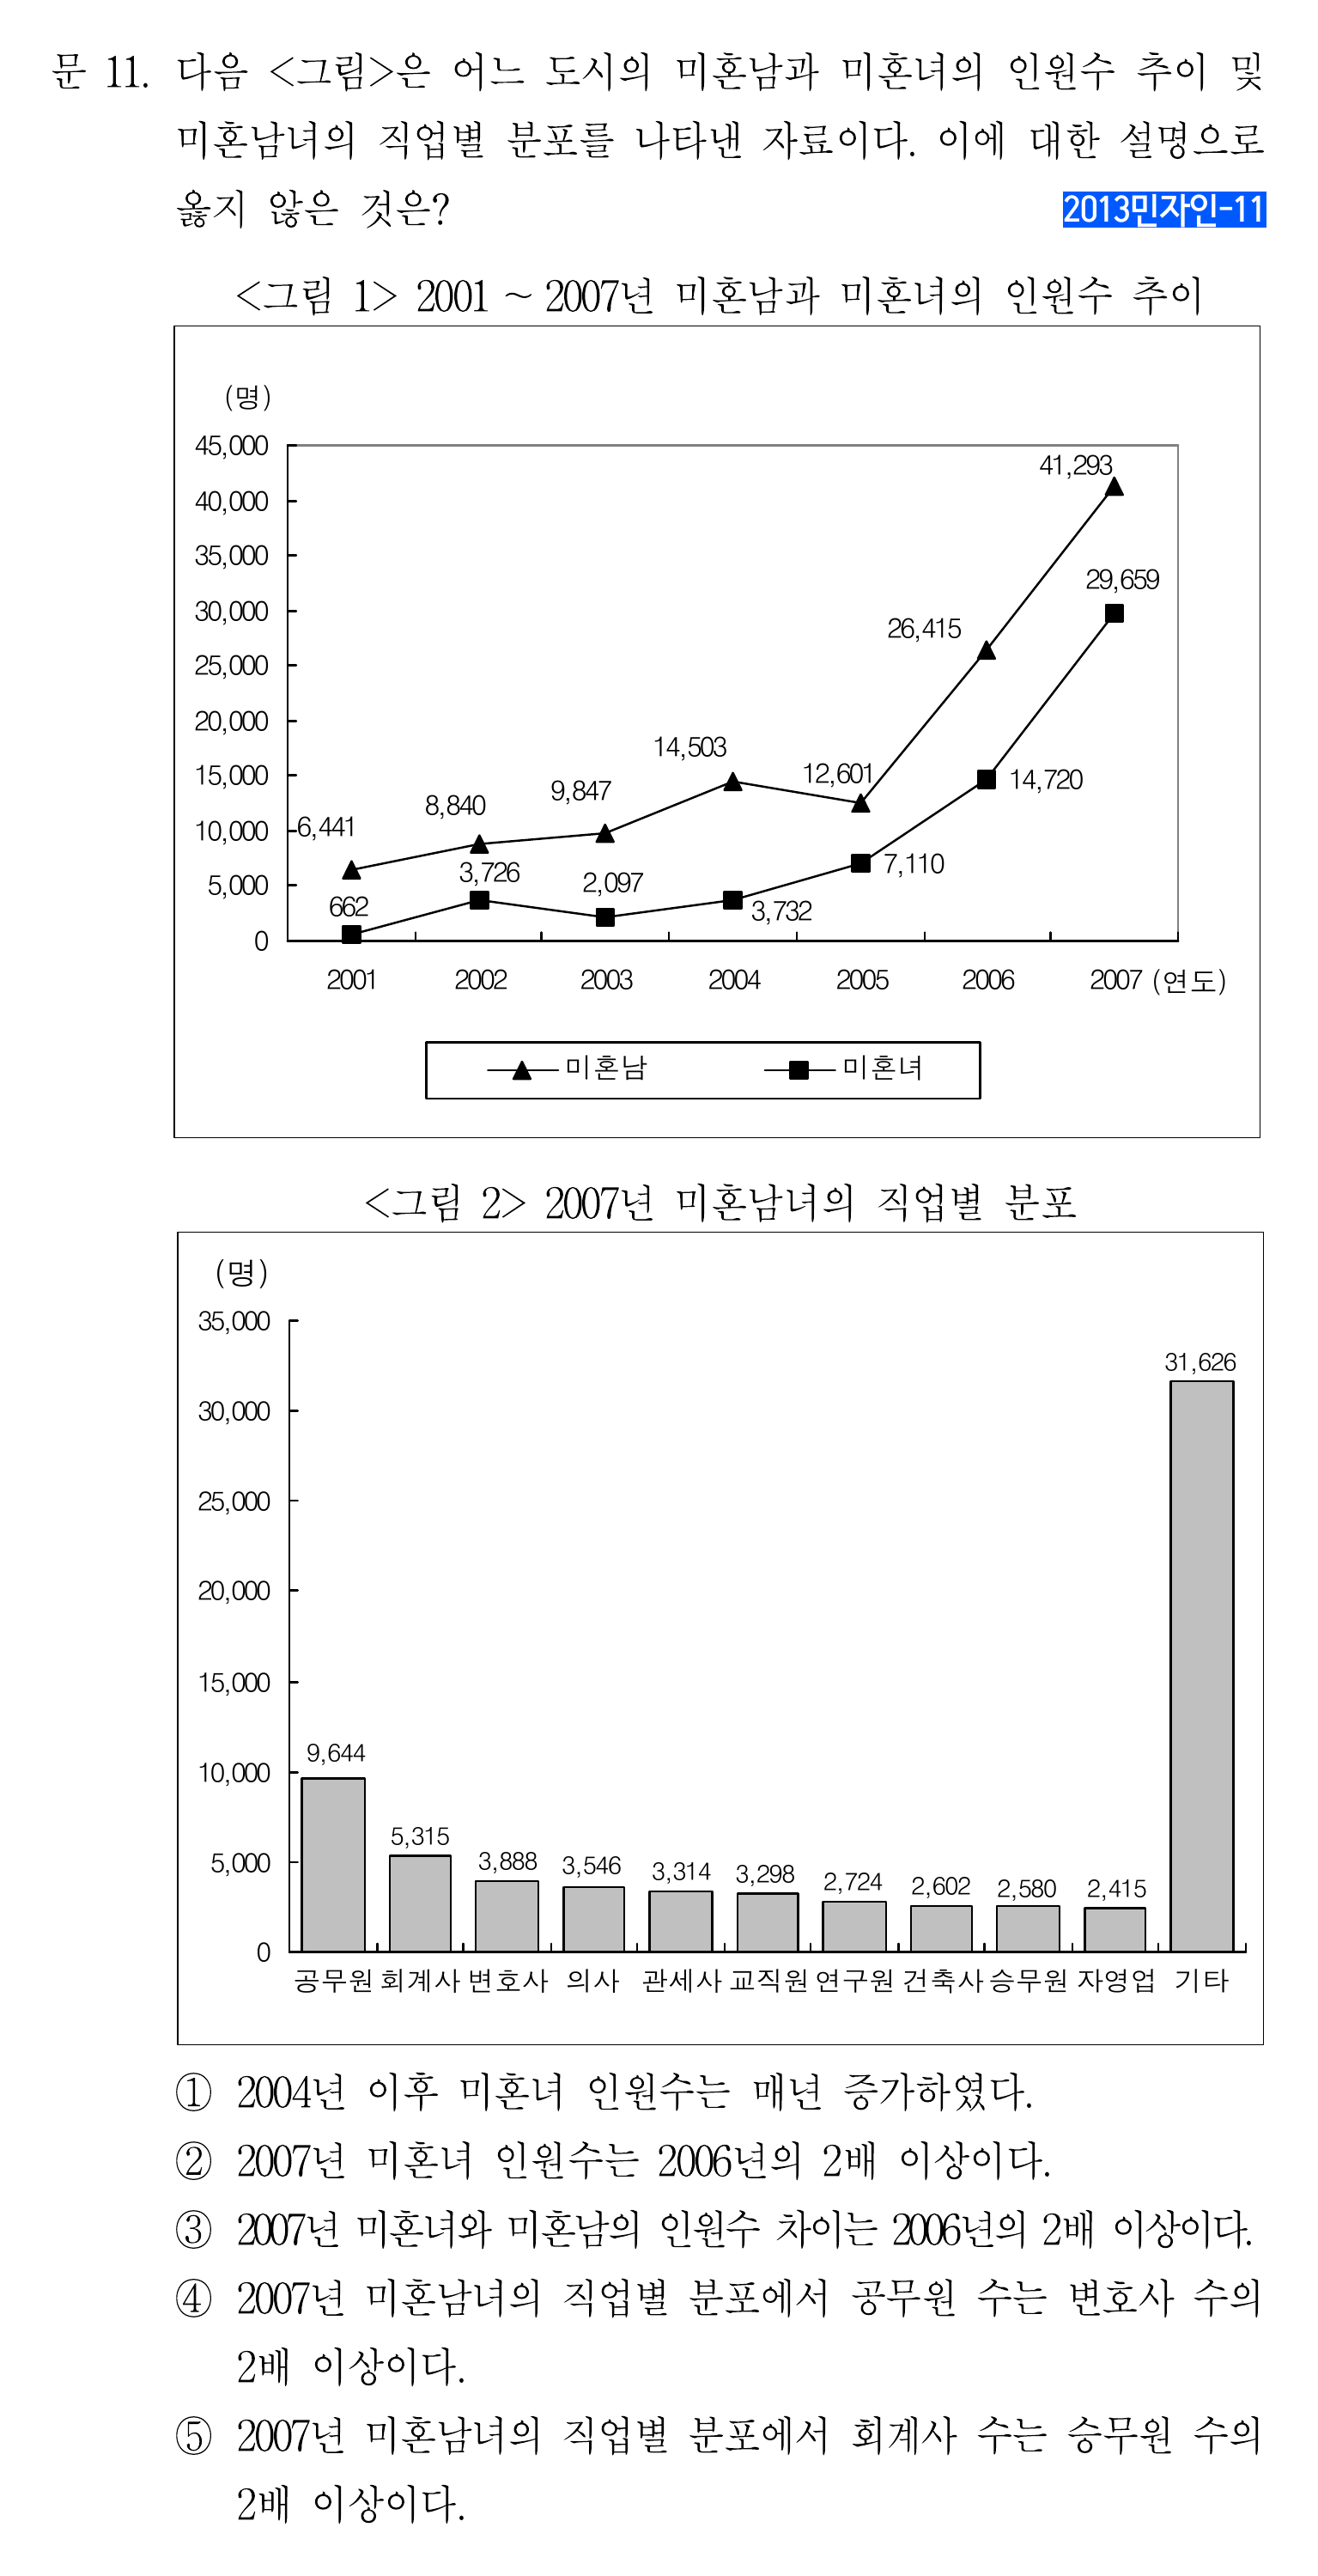 문 11. 다음 <그림>은 어느 도시의 미혼남과 미혼녀의 인원수 추이 및
미혼남녀의 직업별 분포를 나타낸 자료이다. 이에 대한 설명으로
옳지 않은 것은?
2013민자인-11
<그림 1> 2001 ~ 2007년 미혼남과 미혼녀의 인원수 추이
(명)
45,000
40,000
35,000
30,000
25,000
20,000
15,000
10,000
5,000
0
6,441
8,840
9,847
14,503
12,601
26,415
41,293
662
3,726
2,097
3,732
7,110
14,720
29,659
2001 2002 2003 2004 2005 2006 2007 (연도)
미혼남 미혼녀
<그림 2> 2007년 미혼남녀의 직업별 분포
(명)
35,000
30,000
25,000
20,000
15,000
10,000
5,000
0
9,644
5,315
3,888
3,546
3,314
3,298
2,724
2,602
2,580
2,415
31,626
공무원 회계사 변호사 의사 관세사 교직원 연구원 건축사 승무원 자영업 기타
① 2004년 이후 미혼녀 인원수는 매년 증가하였다.
② 2007년 미혼녀 인원수는 2006년의 2배 이상이다.
③ 2007년 미혼녀와 미혼남의 인원수 차이는 2006년의 2배 이상이다.
④ 2007년 미혼남녀의 직업별 분포에서 공무원 수는 변호사 수의
2배 이상이다.
⑤ 2007년 미혼남녀의 직업별 분포에서 회계사 수는 승무원 수의
2배 이상이다.